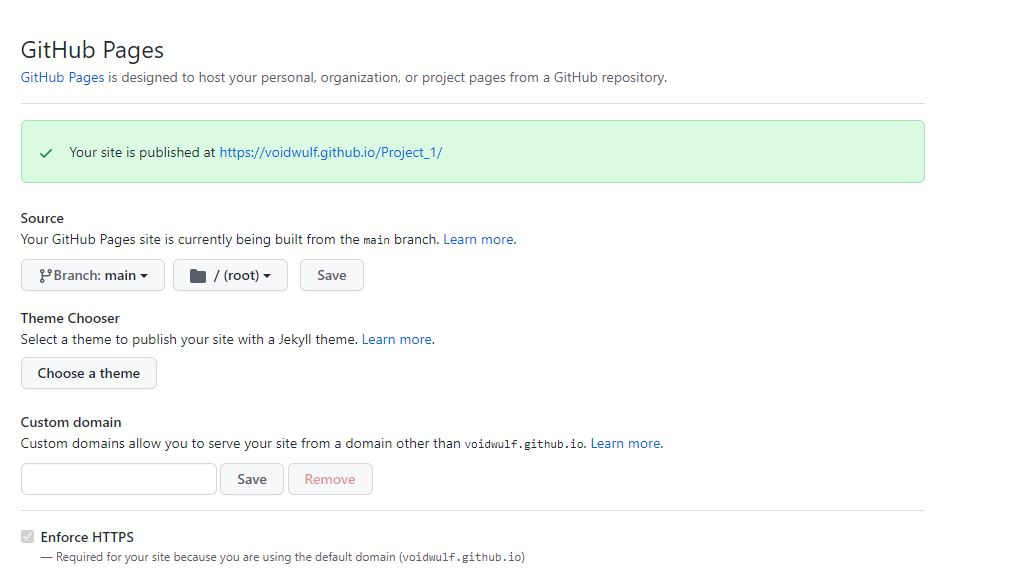 GitHub Pages
GitHub Pages is designed to host your personal, organization, or project pages from a GitHub repository.
Your site is published at https://voidwulf.github.io/Project_1/
Source
Your GitHub Pages site is currently being built from the main branch. Learn more.
Branch: main / (root) Save
Theme Chooser
Select a theme to publish your site with a Jekyll theme. Learn more.
Choose a theme
Custom domain
Custom domains allow you to serve your site from a domain other than voidwulf.github.io. Learn more.
Save Remove
Enforce HTTPS
— Required for your site because you are using the default domain (voidwulf.github.io)